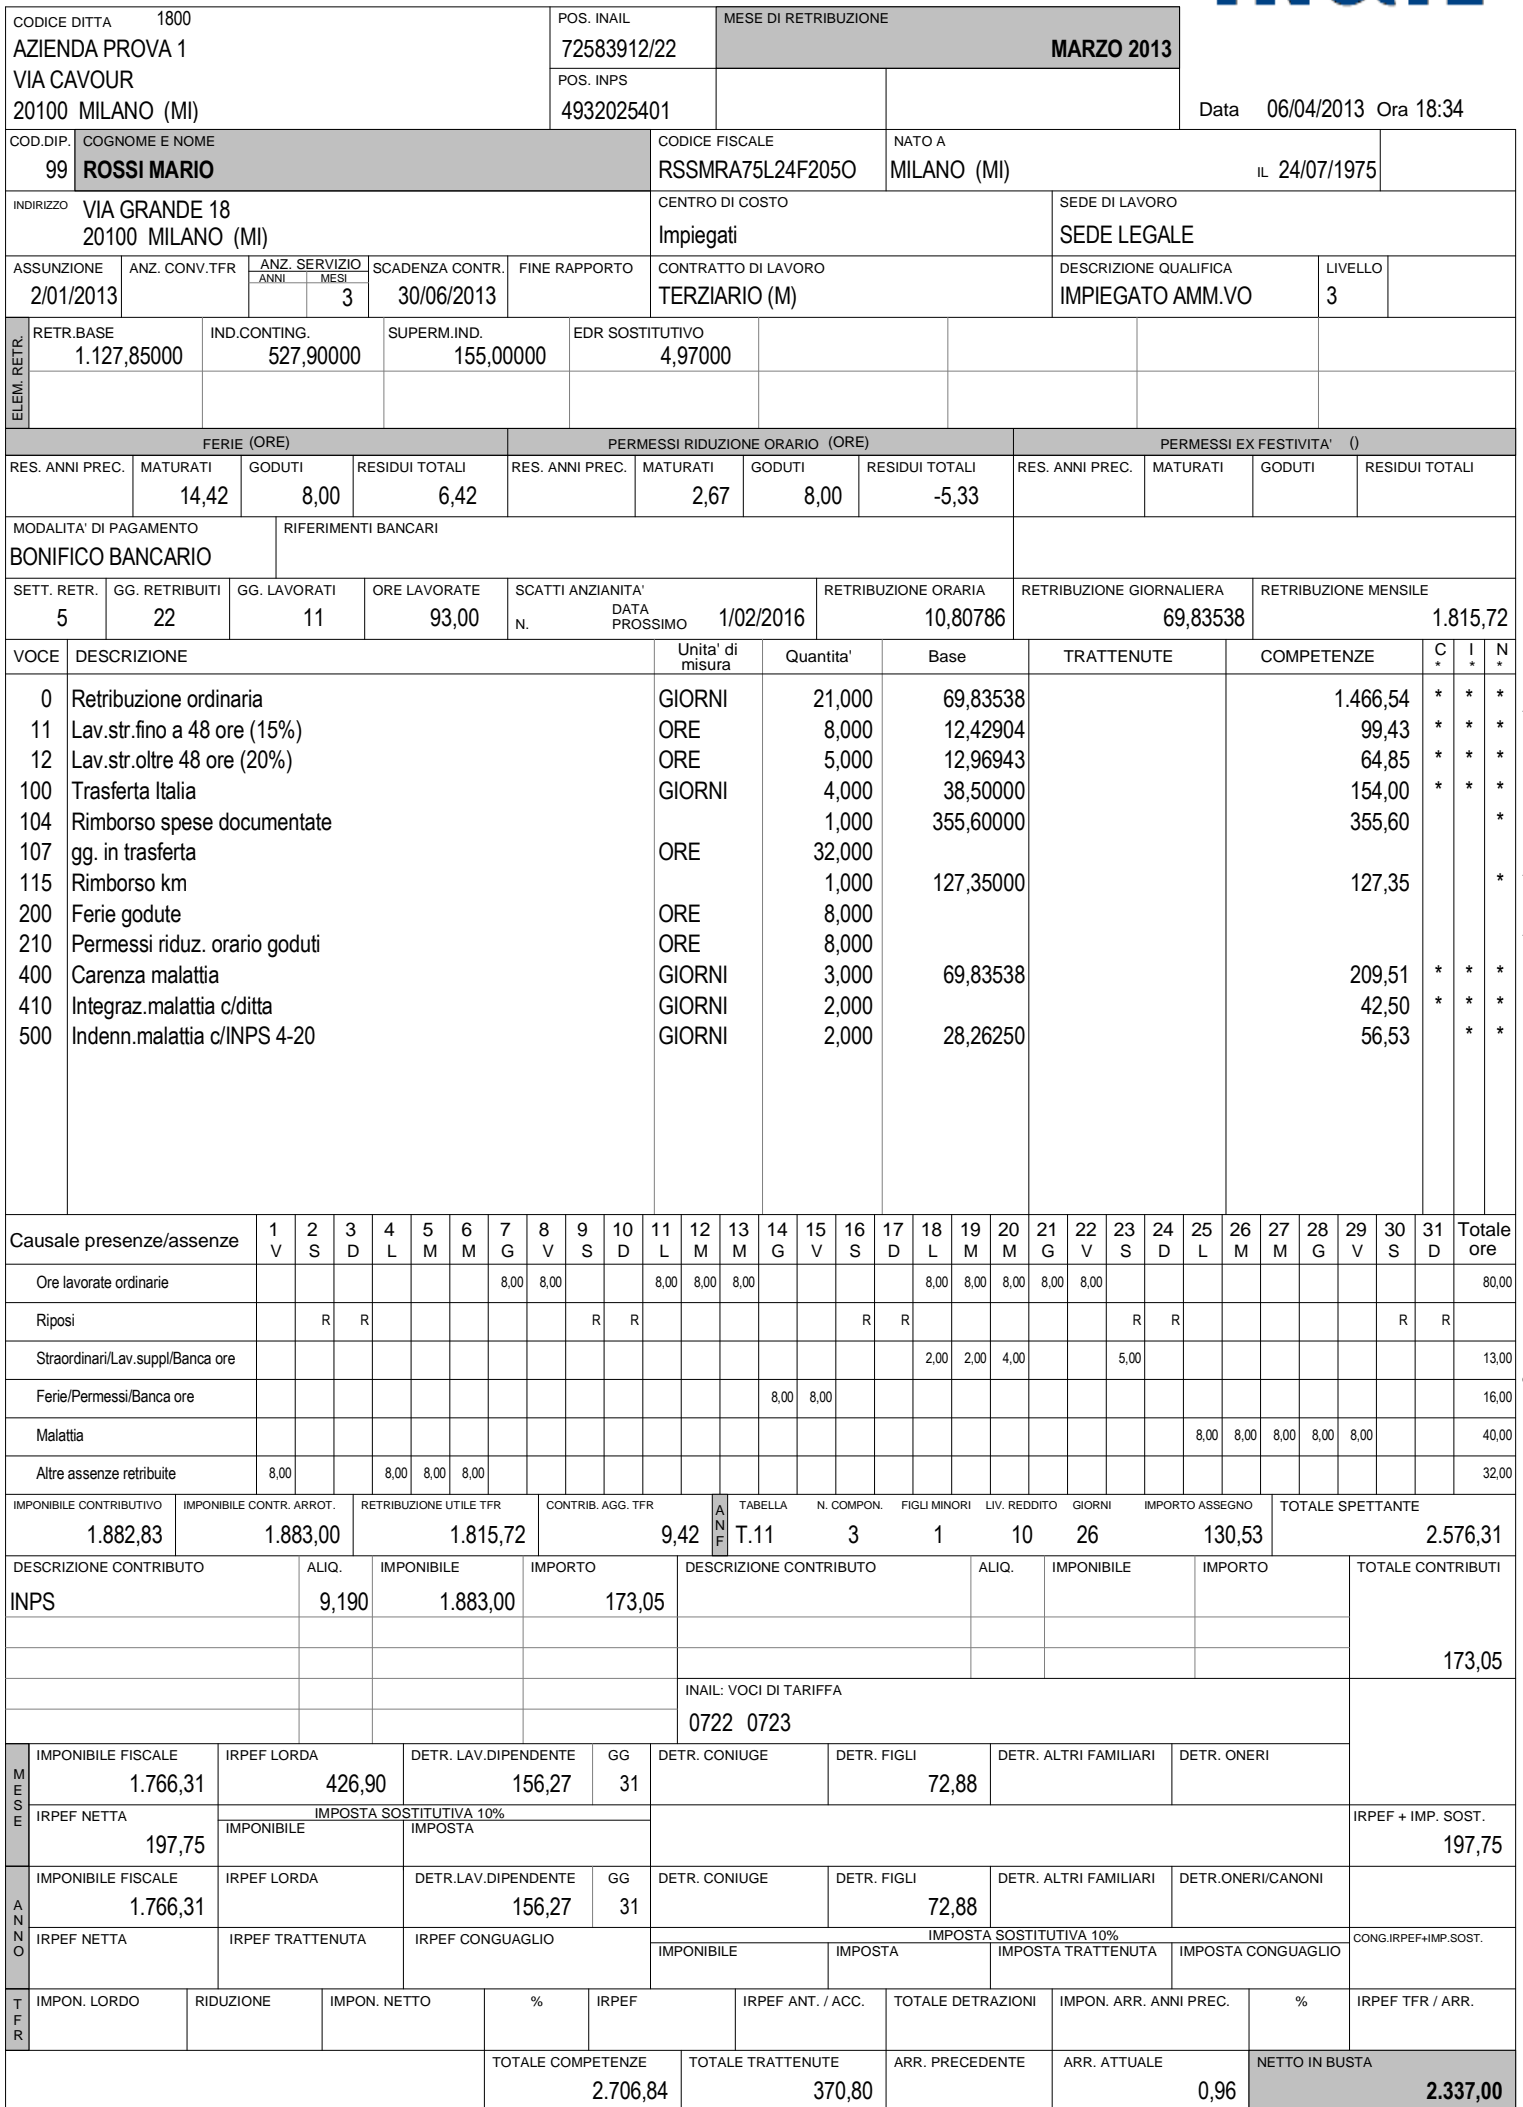 CODICE DITTA 1800 POS. INAIL MESE DI RETRIBUZIONE
AZIENDA PROVA 1 72583912/22 MARZO 2013
VIA CAVOUR POS. INPS
20100 MILANO (MI) 4932025401 Data 06/04/2013 Ora 18:34
COD.DIP. COGNOME E NOME CODICE FISCALE NATO A
99 ROSSI MARIO RSSMRA75L24F205O MILANO (MI) IL 24/07/1975
INDIRIZZO VIA GRANDE 18 CENTRO DI COSTO SEDE DI LAVORO
20100 MILANO (MI) Impiegati SEDE LEGALE
ASSUNZIONE ANZ. CONV.TFR ANZ. SERVIZIO SCADENZA CONTR. FINE RAPPORTO CONTRATTO DI LAVORO DESCRIZIONE QUALIFICA LIVELLO
ANNI MESI
2/01/2013 3 30/06/2013 TERZIARIO (M) IMPIEGATO AMM.VO 3
ELEM. RETR.
RETR.BASE IND.CONTING. SUPERM.IND. EDR SOSTITUTIVO
1.127,85000 527,90000 155,00000 4,97000
FERIE (ORE) PERMESSI RIDUZIONE ORARIO (ORE) PERMESSI EX FESTIVITA' ()
RES. ANNI PREC. MATURATI GODUTI RESIDUI TOTALI RES. ANNI PREC. MATURATI GODUTI RESIDUI TOTALI RES. ANNI PREC. MATURATI GODUTI RESIDUI TOTALI
14,42 8,00 6,42 2,67 8,00 -5,33
MODALITA' DI PAGAMENTO RIFERIMENTI BANCARI
BONIFICO BANCARIO
SETT. RETR. GG. RETRIBUITI GG. LAVORATI ORE LAVORATE SCATTI ANZIANITA' RETRIBUZIONE ORARIA RETRIBUZIONE GIORNALIERA RETRIBUZIONE MENSILE
5 22 11 93,00 N. DATA PROSSIMO 1/02/2016 10,80786 69,83538 1.815,72
VOCE DESCRIZIONE Unita' di misura Quantita' Base TRATTENUTE COMPETENZE C * I * N *
0 Retribuzione ordinaria GIORNI 21,000 69,83538 1.466,54 * * *
11 Lav.str.fino a 48 ore (15%) ORE 8,000 12,42904 99,43 * * *
12 Lav.str.oltre 48 ore (20%) ORE 5,000 12,96943 64,85 * * *
100 Trasferta Italia GIORNI 4,000 38,50000 154,00 * * *
104 Rimborso spese documentate 1,000 355,60000 355,60 *
107 gg. in trasferta ORE 32,000
115 Rimborso km 1,000 127,35000 127,35 *
200 Ferie godute ORE 8,000
210 Permessi riduz. orario goduti ORE 8,000
400 Carenza malattia GIORNI 3,000 69,83538 209,51 * * *
410 Integraz.malattia c/ditta GIORNI 2,000 42,50 * * *
500 Indenn.malattia c/INPS 4-20 GIORNI 2,000 28,26250 56,53 * *
Causale presenze/assenze 1 V 2 S 3 D 4 L 5 M 6 M 7 G 8 V 9 S 10 D 11 L 12 M 13 M 14 G 15 V 16 S 17 D 18 L 19 M 20 M 21 G 22 V 23 S 24 D 25 L 26 M 27 M 28 G 29 V 30 S 31 D Totale ore
Ore lavorate ordinarie 8,00 8,00 8,00 8,00 8,00 8,00 8,00 8,00 8,00 8,00 80,00
Riposi R R R R R R R R R R
Straordinari/Lav.suppl/Banca ore 2,00 2,00 4,00 5,00 13,00
Ferie/Permessi/Banca ore 8,00 8,00 16,00
Malattia 8,00 8,00 8,00 8,00 8,00 40,00
Altre assenze retribuite 8,00 8,00 8,00 8,00 32,00
IMPONIBILE CONTRIBUTIVO IMPONIBILE CONTR. ARROT. RETRIBUZIONE UTILE TFR CONTRIB. AGG. TFR ANF TABELLA N. COMPON. FIGLI MINORI LIV. REDDITO GIORNI IMPORTO ASSEGNO TOTALE SPETTANTE
1.882,83 1.883,00 1.815,72 9,42 T.11 3 1 10 26 130,53 2.576,31
DESCRIZIONE CONTRIBUTO ALIQ. IMPONIBILE IMPORTO DESCRIZIONE CONTRIBUTO ALIQ. IMPONIBILE IMPORTO TOTALE CONTRIBUTI
INPS 9,190 1.883,00 173,05
173,05
INAIL: VOCI DI TARIFFA
0722 0723
MESE
IMPONIBILE FISCALE IRPEF LORDA DETR. LAV.DIPENDENTE GG DETR. CONIUGE DETR. FIGLI DETR. ALTRI FAMILIARI DETR. ONERI
1.766,31 426,90 156,27 31 72,88
IRPEF NETTA IMPOSTA SOSTITUTIVA 10% IRPEF + IMP. SOST.
IMPONIBILE IMPOSTA
197,75 197,75
ANNO
IMPONIBILE FISCALE IRPEF LORDA DETR.LAV.DIPENDENTE GG DETR. CONIUGE DETR. FIGLI DETR. ALTRI FAMILIARI DETR.ONERI/CANONI
1.766,31 156,27 31 72,88
IRPEF NETTA IRPEF TRATTENUTA IRPEF CONGUAGLIO IMPOSTA SOSTITUTIVA 10% CONG.IRPEF+IMP.SOST.
IMPONIBILE IMPOSTA IMPOSTA TRATTENUTA IMPOSTA CONGUAGLIO
TFR
IMPON. LORDO RIDUZIONE IMPON. NETTO % IRPEF IRPEF ANT. / ACC. TOTALE DETRAZIONI IMPON. ARR. ANNI PREC. % IRPEF TFR / ARR.
TOTALE COMPETENZE TOTALE TRATTENUTE ARR. PRECEDENTE ARR. ATTUALE NETTO IN BUSTA
2.706,84 370,80 0,96 2.337,00